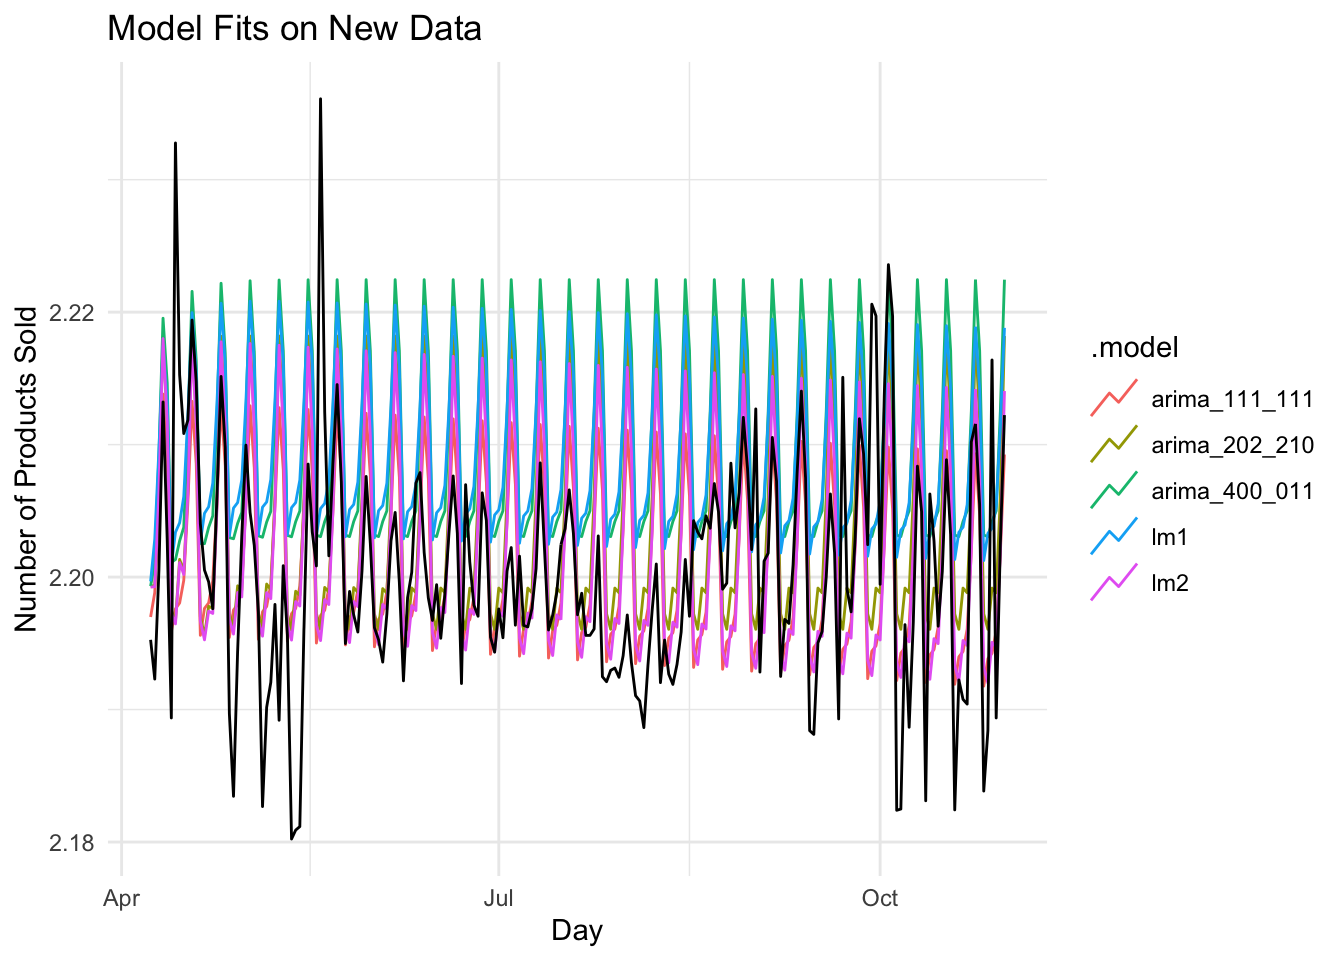 Model Fits on New Data
Number of Products Sold
2.22
2.20
2.18
Apr
Jul
Oct
Day
.model
arima_111_111
arima_202_210
arima_400_011
lm1
lm2